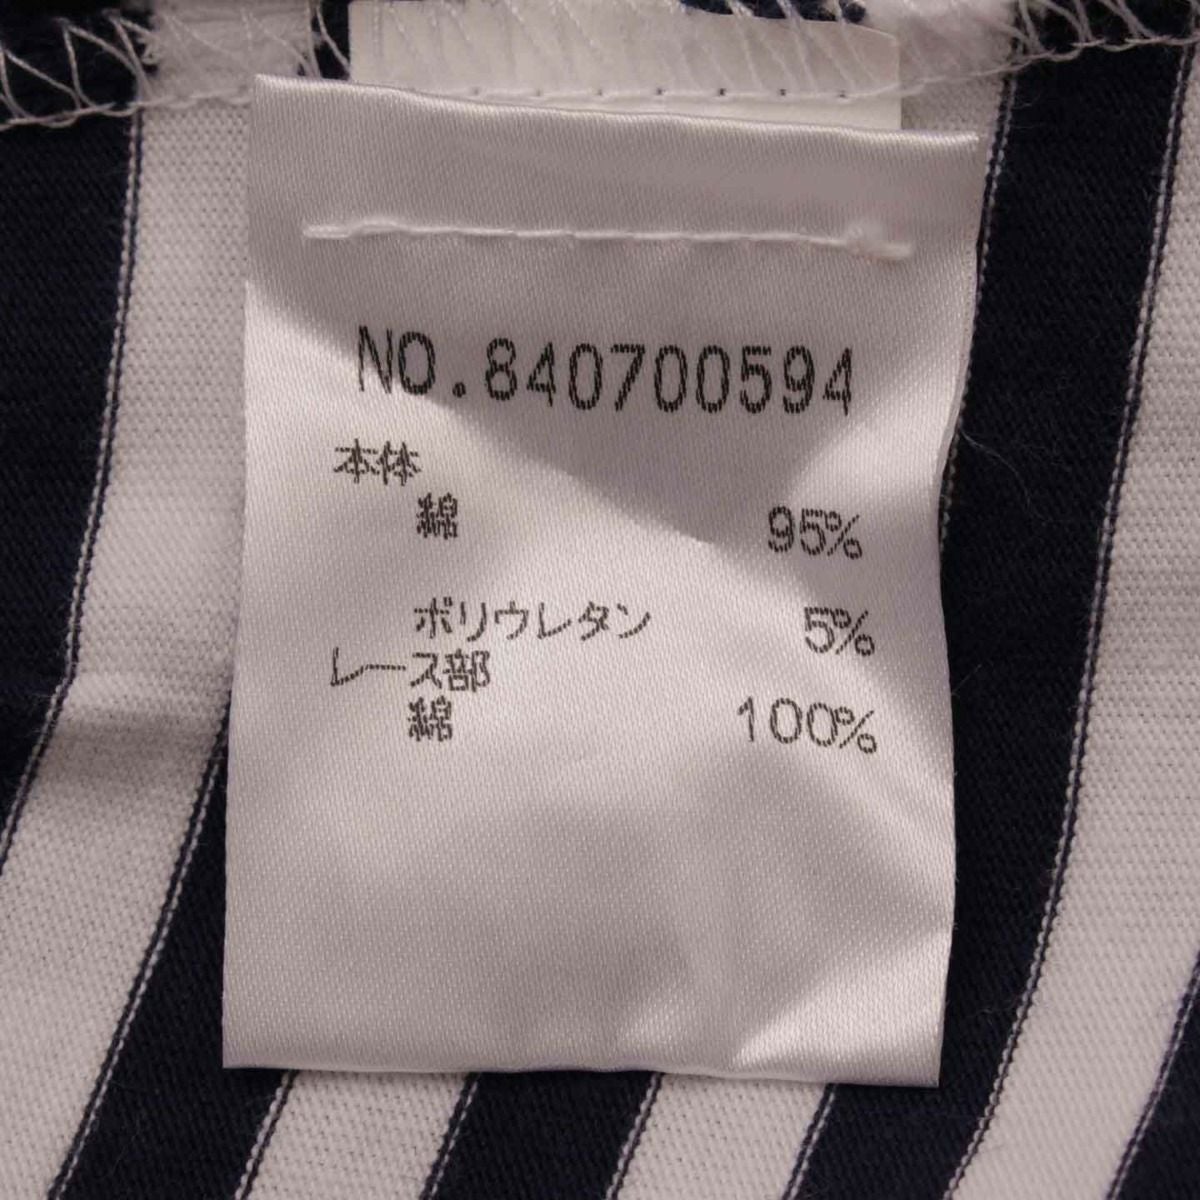 NO.840700594
本体
綿 95%
ポリウレタン 5%
レース部
綿 100%